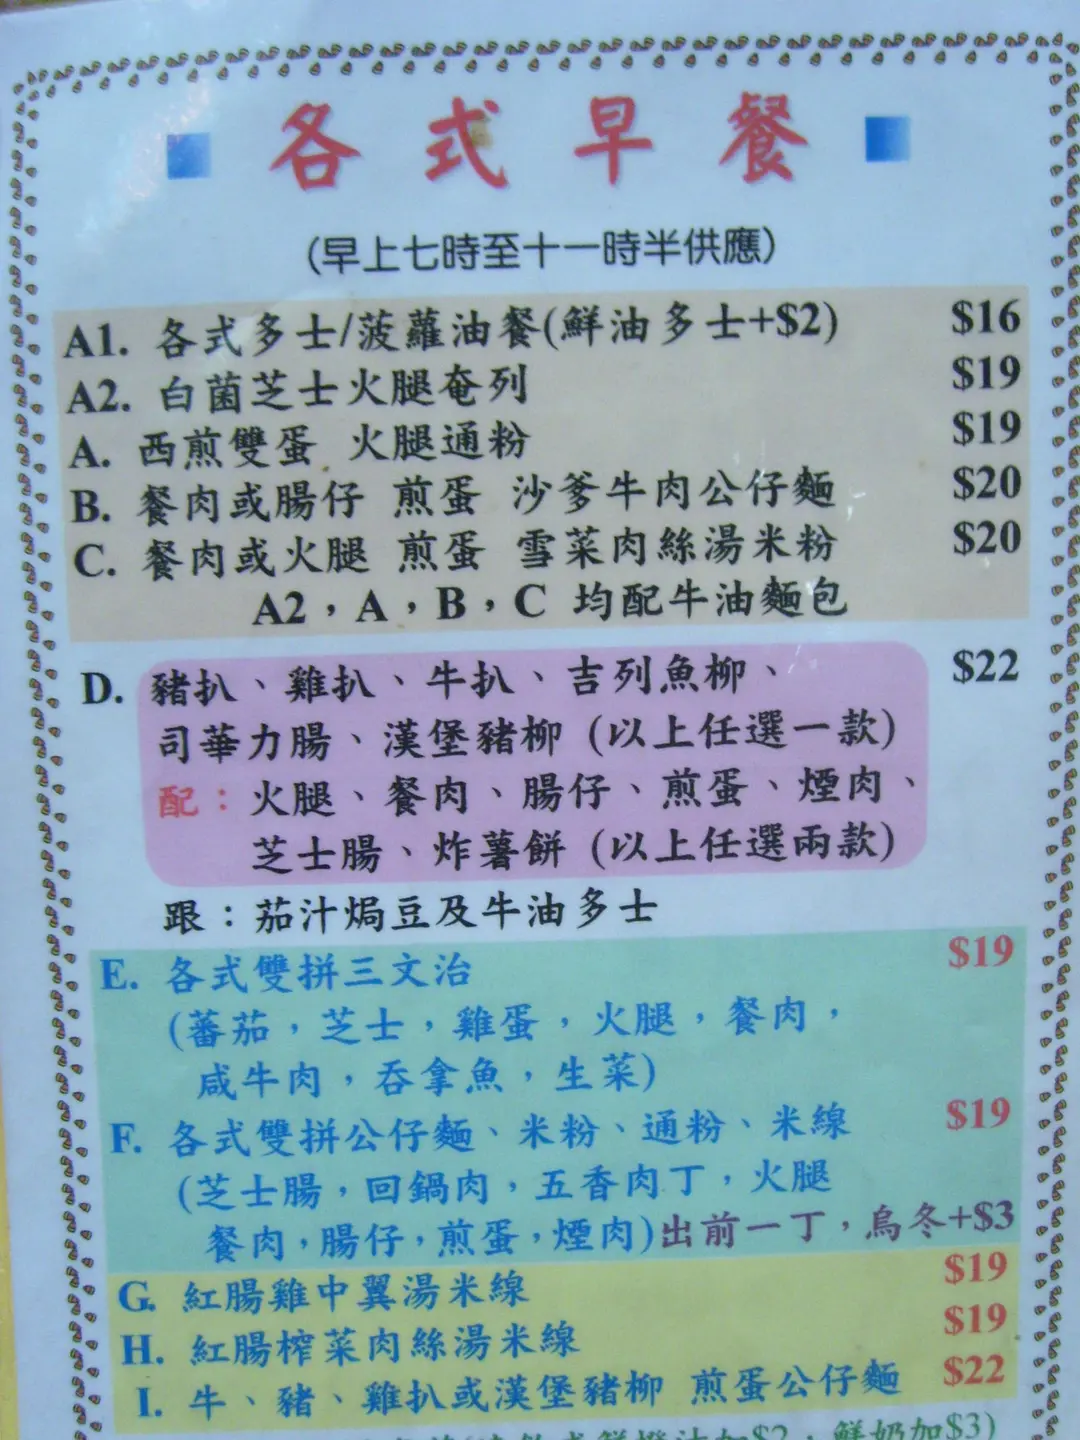 各式早餐
(早上七時至十一時半供應)
A1. 各式多士/菠蘿油餐(鮮油多士+$2) $16
A2. 白菌芝士火腿奄列 $19
A. 西煎雙蛋 火腿通粉 $19
B. 餐肉或腸仔 煎蛋 沙爹牛肉公仔麵 $20
C. 餐肉或火腿 煎蛋 雪菜肉絲湯米粉 $20
A2，A，B，C 均配牛油麵包
D. 豬扒、雞扒、牛扒、吉列魚柳、 $22
司華力腸、漢堡豬柳 (以上任選一款)
配：火腿、餐肉、腸仔、煎蛋、煙肉、
芝士腸、炸薯餅 (以上任選兩款)
跟：茄汁焗豆及牛油多士
E. 各式雙拼三文治 $19
(蕃茄，芝士，雞蛋，火腿，餐肉，
咸牛肉，吞拿魚，生菜)
F. 各式雙拼公仔麵、米粉、通粉、米線 $19
(芝士腸，回鍋肉，五香肉丁，火腿
餐肉，腸仔，煎蛋，煙肉)出前一丁，烏冬+$3
G. 紅腸雞中翼湯米線 $19
H. 紅腸榨菜肉絲湯米線 $19
I. 牛、豬、雞扒或漢堡豬柳 煎蛋公仔麵 $22
鮮奶加$3)